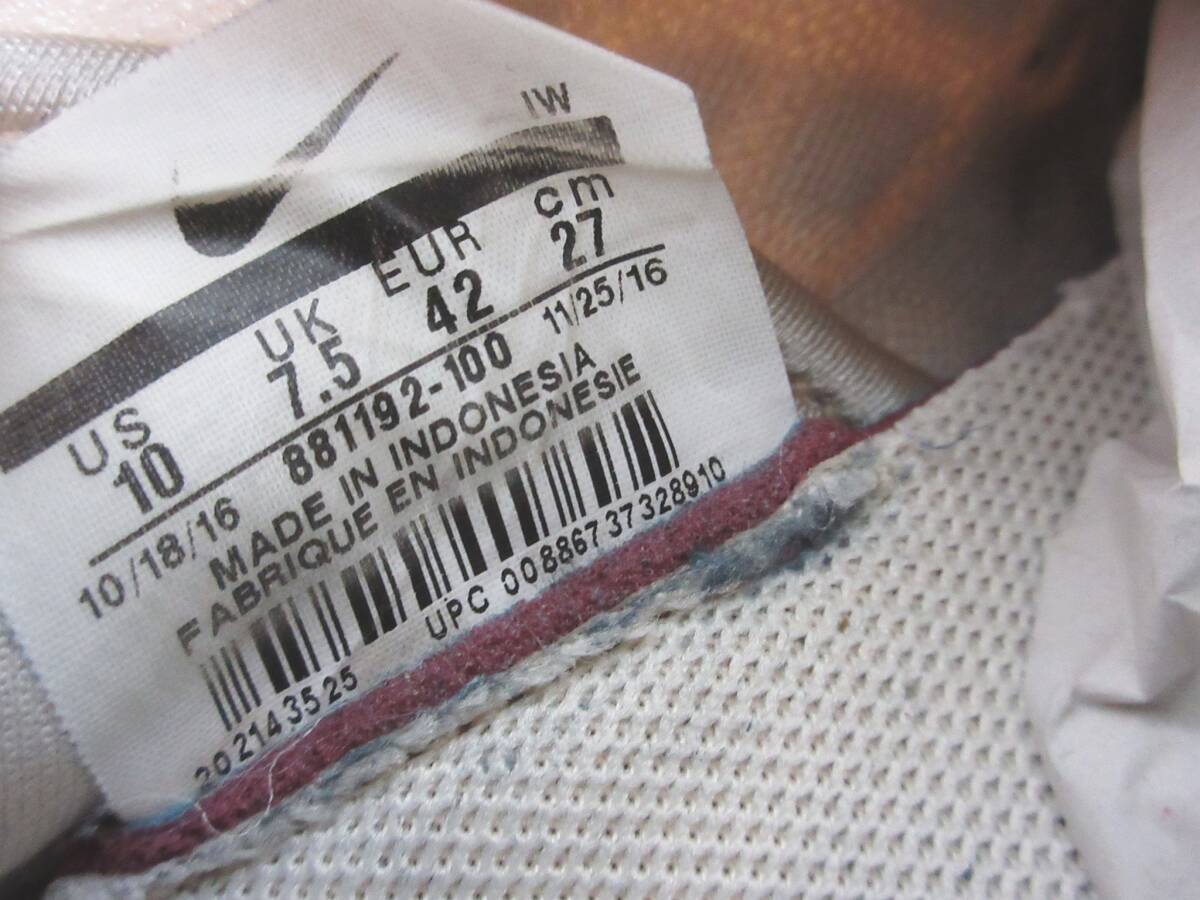 IW
US UK EUR cm
10 7.5 42 27
10/18/16 881192-100 11/25/16
MADE IN INDONESIA
FABRIQUE EN INDONESIE
202143525 UPC 00886737328910